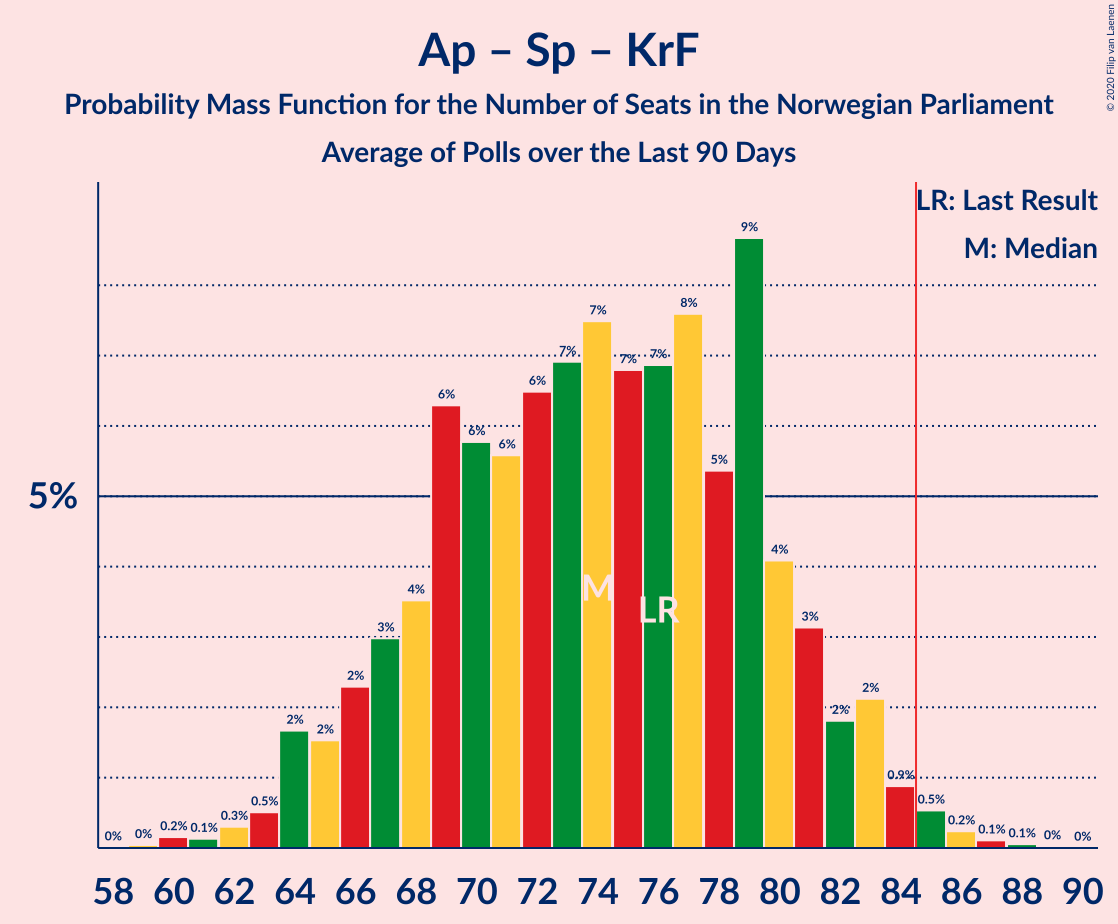 Ap – Sp – KrF
Probability Mass Function for the Number of Seats in the Norwegian Parliament
Average of Polls over the Last 90 Days
© 2020 Filip van Laenen
LR: Last Result
M: Median
5%
0% 0% 0.2% 0.1% 0.3% 0.5% 2% 2% 2% 3% 4% 6% 6% 6% 6% 7% 7% 7% 7% 8% 5% 9% 4% 3% 2% 2% 0.9% 0.5% 0.2% 0.1% 0.1% 0% 0%
M
LR
58 60 62 64 66 68 70 72 74 76 78 80 82 84 86 88 90